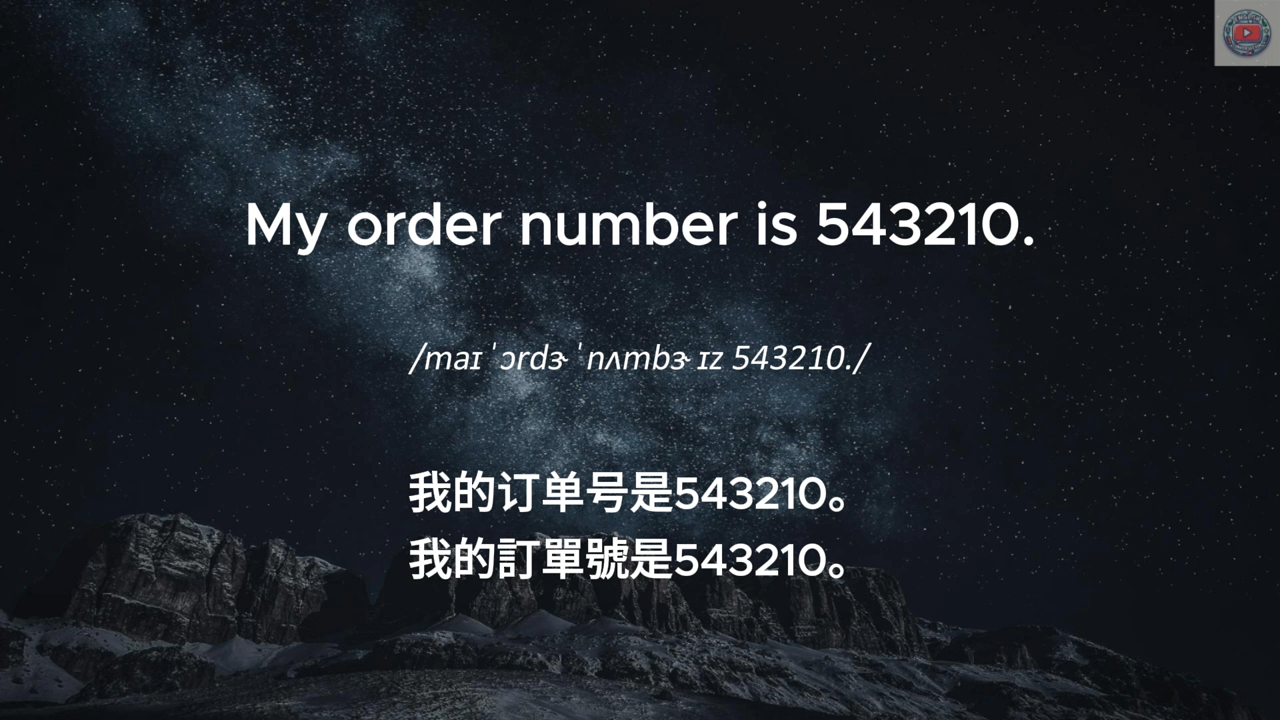 My order number is 543210.
/maɪ ˈɔrdɚ ˈnʌmbɚ ɪz 543210./
我的订单号是543210。
我的訂單號是543210。